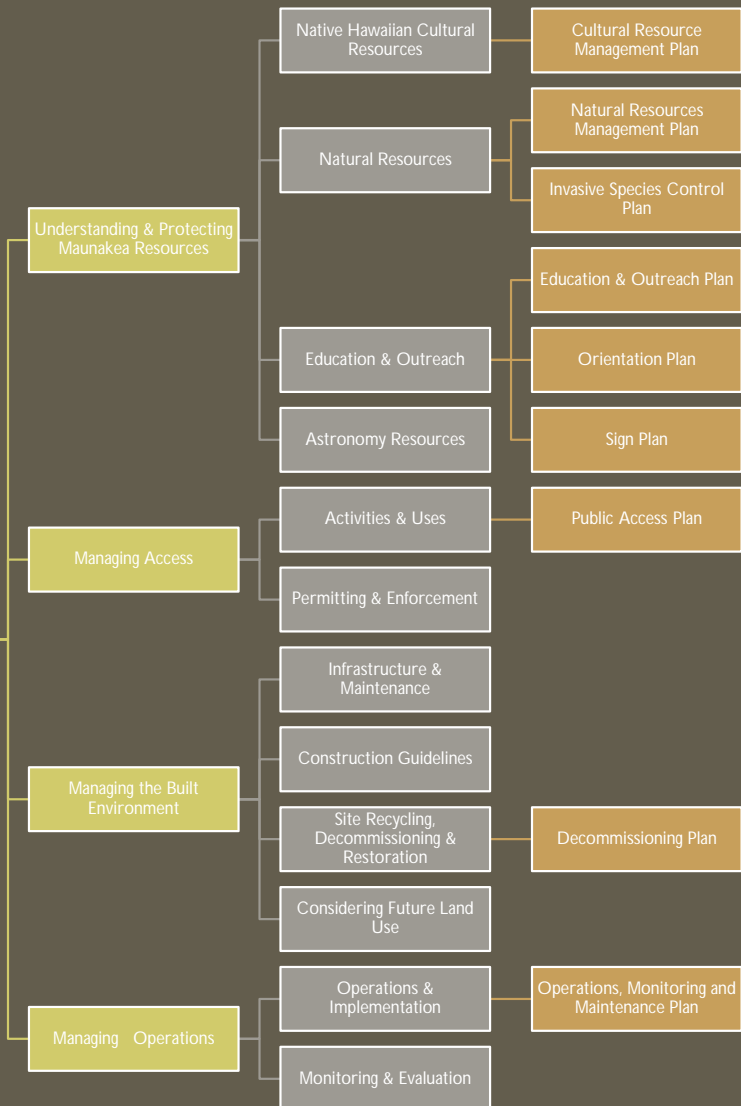 Native Hawaiian Cultural
Resources
Cultural Resource
Management Plan
Natural Resources
Natural Resources
Management Plan
Invasive Species Control
Plan
Understanding & Protecting
Maunakea Resources
Education & Outreach
Education & Outreach Plan
Orientation Plan
Sign Plan
Astronomy Resources
Managing Access
Activities & Uses
Public Access Plan
Permitting & Enforcement
Managing the Built
Environment
Infrastructure &
Maintenance
Construction Guidelines
Site Recycling,
Decommissioning &
Restoration
Decommissioning Plan
Considering Future Land
Use
Managing Operations
Operations &
Implementation
Operations, Monitoring and
Maintenance Plan
Monitoring & Evaluation